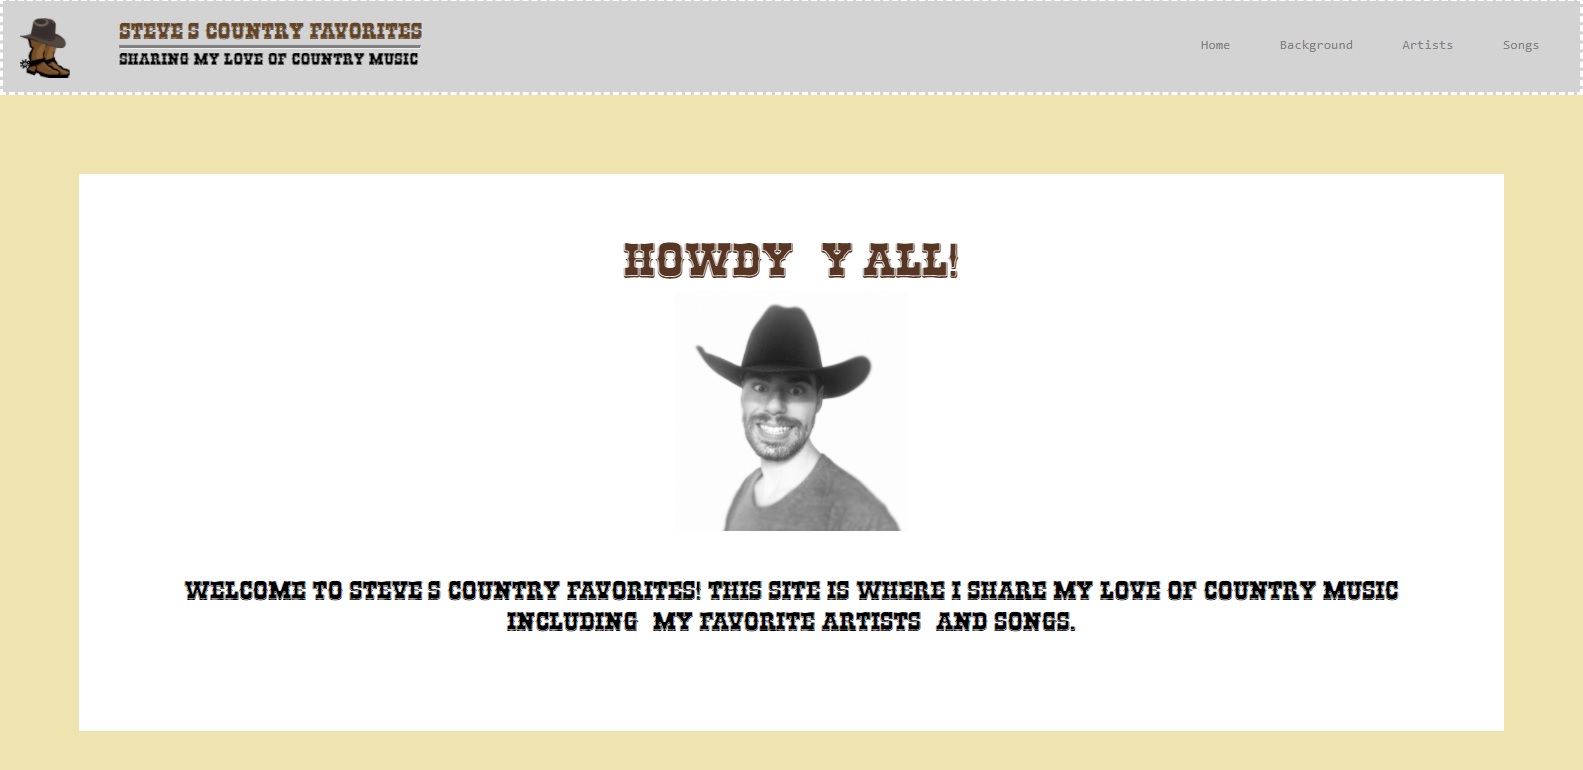 STEVE S COUNTRY FAVORITES
SHARING MY LOVE OF COUNTRY MUSIC
Home Background Artists Songs
HOWDY Y ALL!
WELCOME TO STEVE S COUNTRY FAVORITES! THIS SITE IS WHERE I SHARE MY LOVE OF COUNTRY MUSIC
INCLUDING MY FAVORITE ARTISTS AND SONGS.